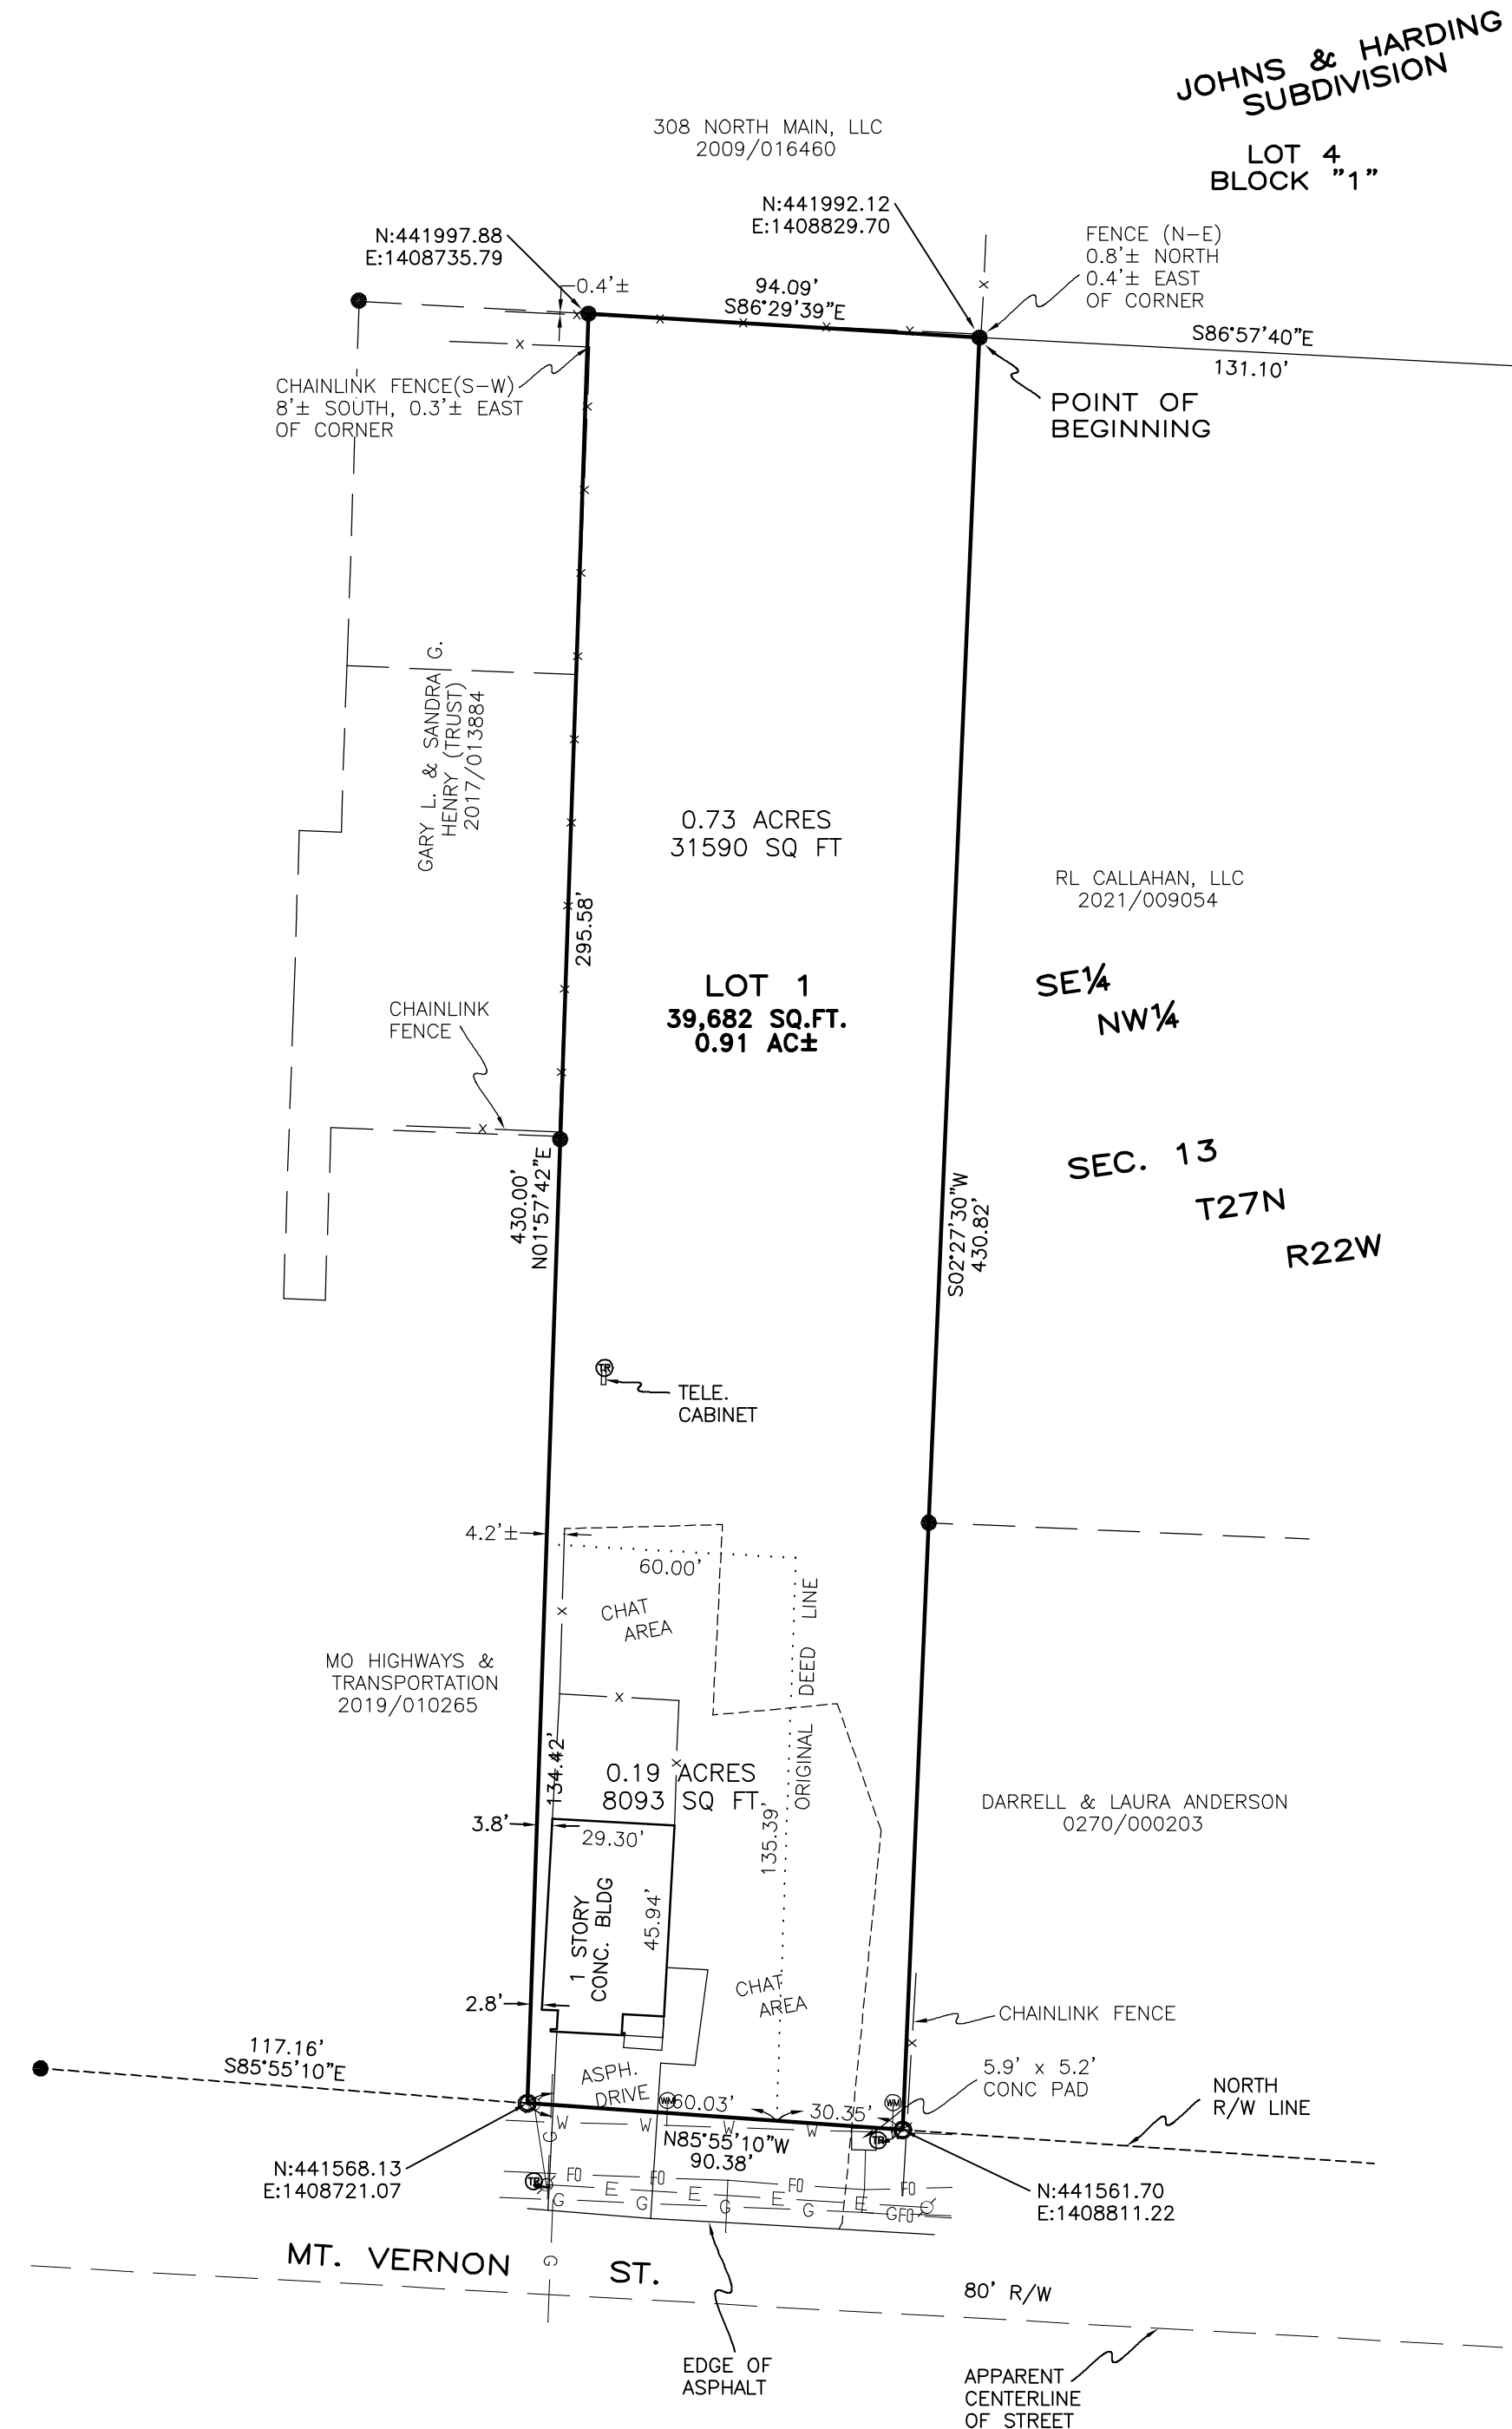 JOHNS & HARDING
SUBDIVISION
LOT 4
BLOCK "1"
308 NORTH MAIN, LLC
2009/016460
N:441992.12
E:1408829.70
N:441997.88
E:1408735.79
FENCE (N-E)
0.8'± NORTH
0.4'± EAST
OF CORNER
0.4'±
94.09'
S86°29'39"E
S86°57'40"E
131.10'
CHAINLINK FENCE(S-W)
8'± SOUTH, 0.3'± EAST
OF CORNER
POINT OF
BEGINNING
GARY L. & SANDRA G.
HENRY (TRUST)
2017/013884
0.73 ACRES
31590 SQ FT
RL CALLAHAN, LLC
2021/009054
295.58'
LOT 1
39,682 SQ.FT.
0.91 AC±
SE¼
NW¼
CHAINLINK
FENCE
430.00'
N01°57'42"E
S02°27'30"W
430.82'
SEC. 13
T27N
R22W
TR
TELE.
CABINET
4.2'±
60.00'
CHAT
AREA
ORIGINAL DEED LINE
MO HIGHWAYS &
TRANSPORTATION
2019/010265
134.42'
0.19 ACRES
8093 SQ FT
135.39'
DARRELL & LAURA ANDERSON
0270/000203
3.8'
29.30'
1 STORY
CONC. BLDG
45.94'
2.8'
CHAT
AREA
CHAINLINK FENCE
117.16'
S85°55'10"E
ASPH.
DRIVE
WM
60.03'
30.35'
WM
5.9' x 5.2'
CONC PAD
NORTH
R/W LINE
W W W W
N85°55'10"W
90.38'
TR
N:441568.13
E:1408721.07
TR
G
FO FO FO FO
E E E E
G G G G G FO
N:441561.70
E:1408811.22
MT. VERNON ST.
G
80' R/W
EDGE OF
ASPHALT
APPARENT
CENTERLINE
OF STREET